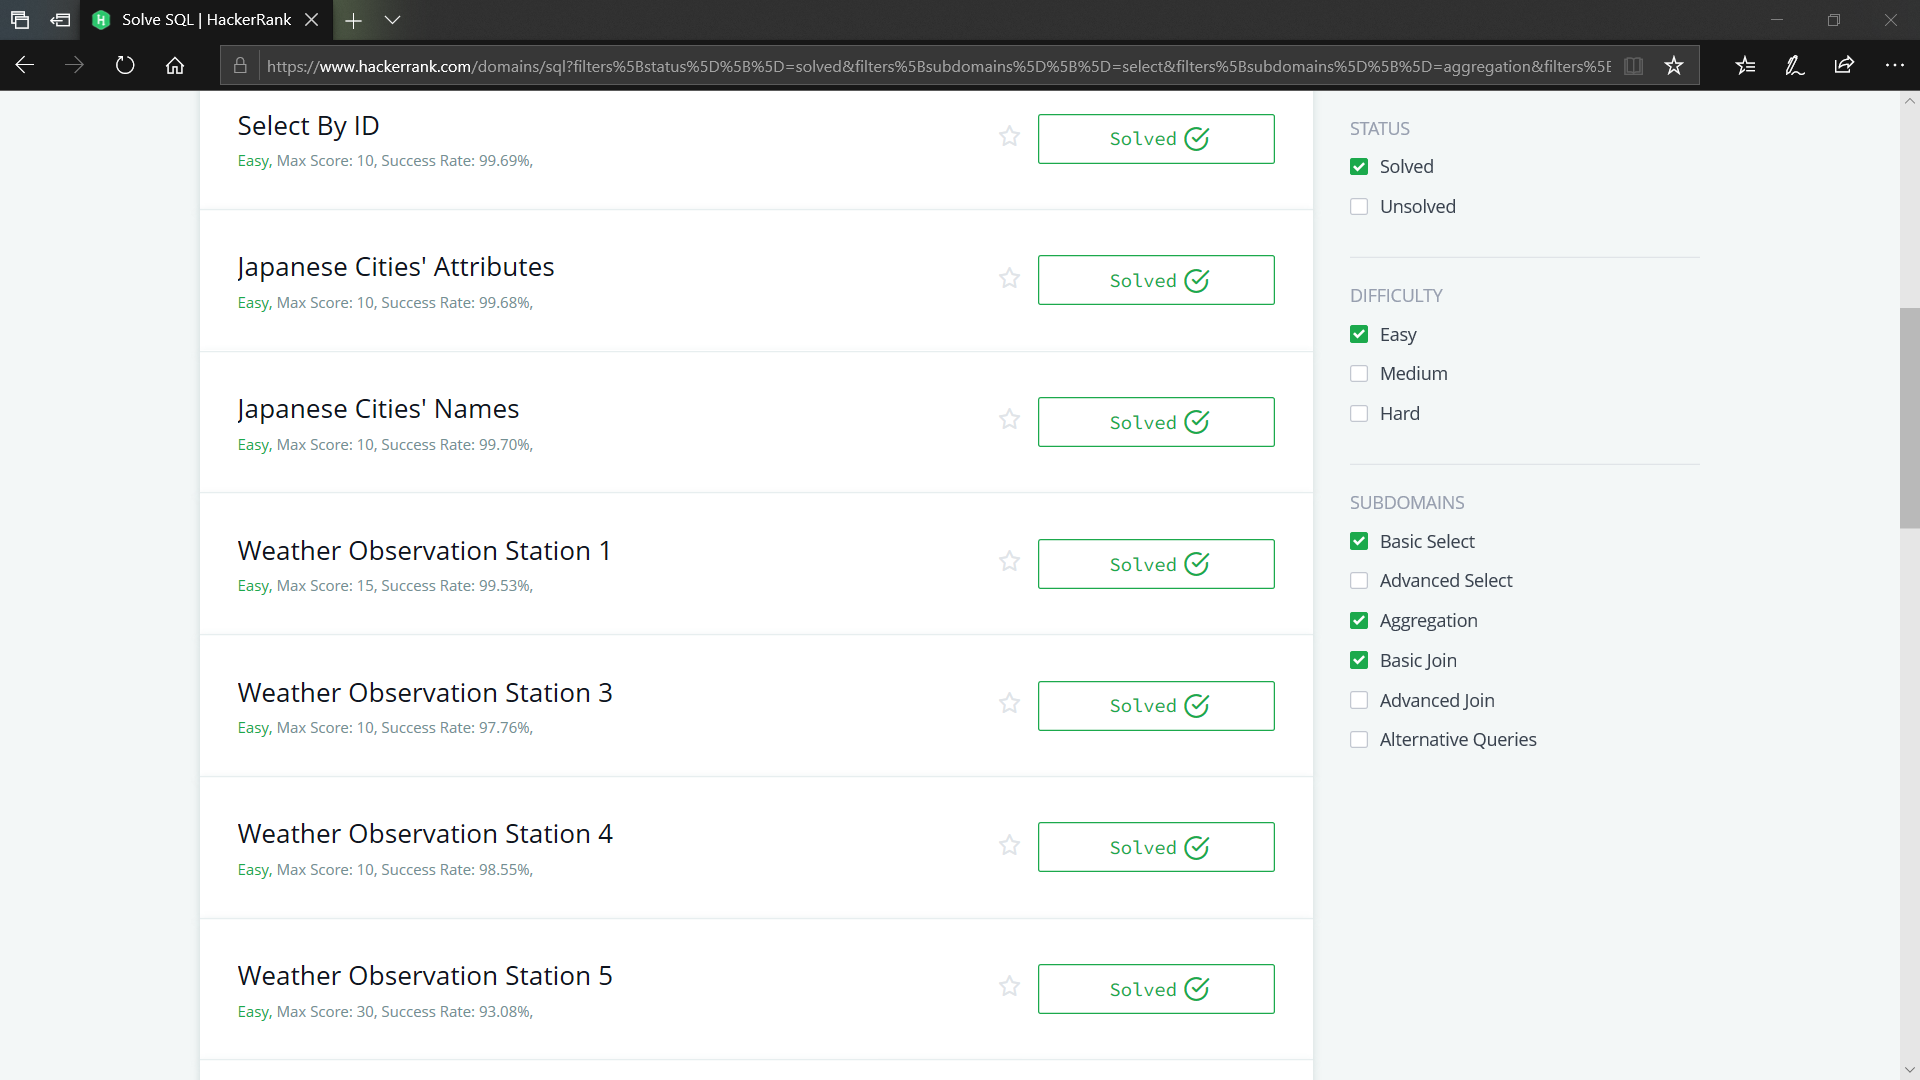 Solve SQL | HackerRank
https://www.hackerrank.com/domains/sql?filters%5Bstatus%5D%5B%5D=solved&filters%5Bsubdomains%5D%5B%5D=select&filters%5Bsubdomains%5D%5B%5D=aggregation&filters%5E
Select By ID
Easy, Max Score: 10, Success Rate: 99.69%,
Solved
Japanese Cities' Attributes
Easy, Max Score: 10, Success Rate: 99.68%,
Solved
Japanese Cities' Names
Easy, Max Score: 10, Success Rate: 99.70%,
Solved
Weather Observation Station 1
Easy, Max Score: 15, Success Rate: 99.53%,
Solved
Weather Observation Station 3
Easy, Max Score: 10, Success Rate: 97.76%,
Solved
Weather Observation Station 4
Easy, Max Score: 10, Success Rate: 98.55%,
Solved
Weather Observation Station 5
Easy, Max Score: 30, Success Rate: 93.08%,
Solved
STATUS
Solved
Unsolved
DIFFICULTY
Easy
Medium
Hard
SUBDOMAINS
Basic Select
Advanced Select
Aggregation
Basic Join
Advanced Join
Alternative Queries